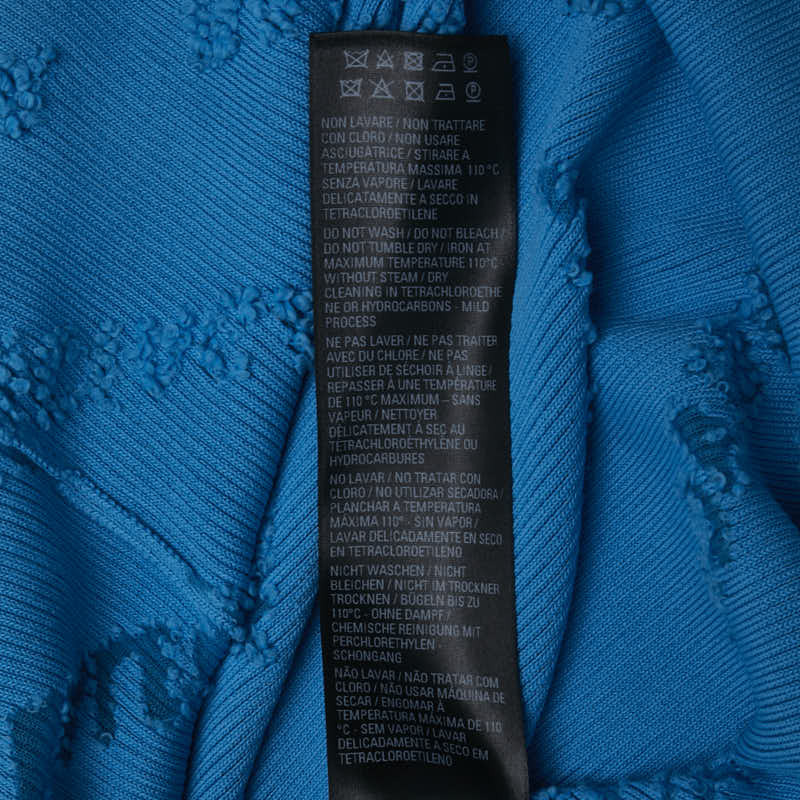 P
P
NON LAVARE / NON TRATTARE
CON CLORO / NON USARE
ASCIUGATRICE / STIRARE A
TEMPERATURA MASSIMA 110°C
SENZA VAPORE / LAVARE
DELICATAMENTE A SECCO IN
TETRACLOROETILENE
DO NOT WASH / DO NOT BLEACH /
DO NOT TUMBLE DRY / IRON AT
MAXIMUM TEMPERATURE 110°C -
WITHOUT STEAM / DRY
CLEANING IN TETRACHLOROETHE
NE OR HYDROCARBONS - MILD
PROCESS
NE PAS LAVER / NE PAS TRAITER
AVEC DU CHLORE / NE PAS
UTILISER DE SÉCHOIR À LINGE /
REPASSER À UNE TEMPÉRATURE
DE 110 °C MAXIMUM – SANS
VAPEUR / NETTOYER
DÉLICATEMENT À SEC AU
TÉTRACHLOROÉTHYLÈNE OU
HYDROCARBURES
NO LAVAR / NO TRATAR CON
CLORO / NO UTILIZAR SECADORA /
PLANCHAR A TEMPERATURA
MÁXIMA 110° - SIN VAPOR /
LAVAR DELICADAMENTE EN SECO
EN TETRACLOROETILENO
NICHT WASCHEN / NICHT
BLEICHEN / NICHT IM TROCKNER
TROCKNEN / BÜGELN BIS ZU
110°C - OHNE DAMPF /
CHEMISCHE REINIGUNG MIT
PERCHLORETHYLEN -
SCHONGANG
NÃO LAVAR / NÃO TRATAR COM
CLORO / NÃO USAR MÁQUINA DE
SECAR / ENGOMAR À
TEMPERATURA MÁXIMA DE 110
°C - SEM VAPOR / LAVAR
DELICADAMENTE A SECO EM
TETRACLOROETILENO